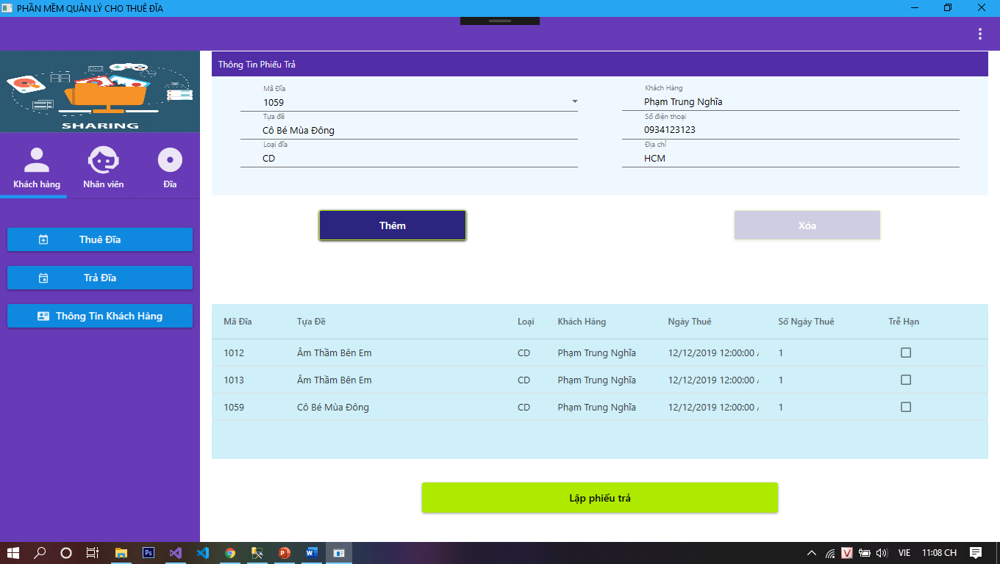 PHẦN MỀM QUẢN LÝ CHO THUÊ ĐĨA
SHARING
Khách hàng
Nhân viên
Đĩa
Thuê Đĩa
Trả Đĩa
Thông Tin Khách Hàng
Thông Tin Phiếu Trả
Mã Đĩa
1059
Tựa đề
Cô Bé Mùa Đông
Loại đĩa
CD
Khách Hàng
Phạm Trung Nghĩa
Số điện thoại
0934123123
Địa chỉ
HCM
Thêm
Xóa
Mã Đĩa Tựa Đề Loại Khách Hàng Ngày Thuê Số Ngày Thuê Trễ Hạn
1012 Âm Thầm Bên Em CD Phạm Trung Nghĩa 12/12/2019 12:00:00 1
1013 Âm Thầm Bên Em CD Phạm Trung Nghĩa 12/12/2019 12:00:00 1
1059 Cô Bé Mùa Đông CD Phạm Trung Nghĩa 12/12/2019 12:00:00 1
Lập phiếu trả
Ps
V
VIE
11:08 CH